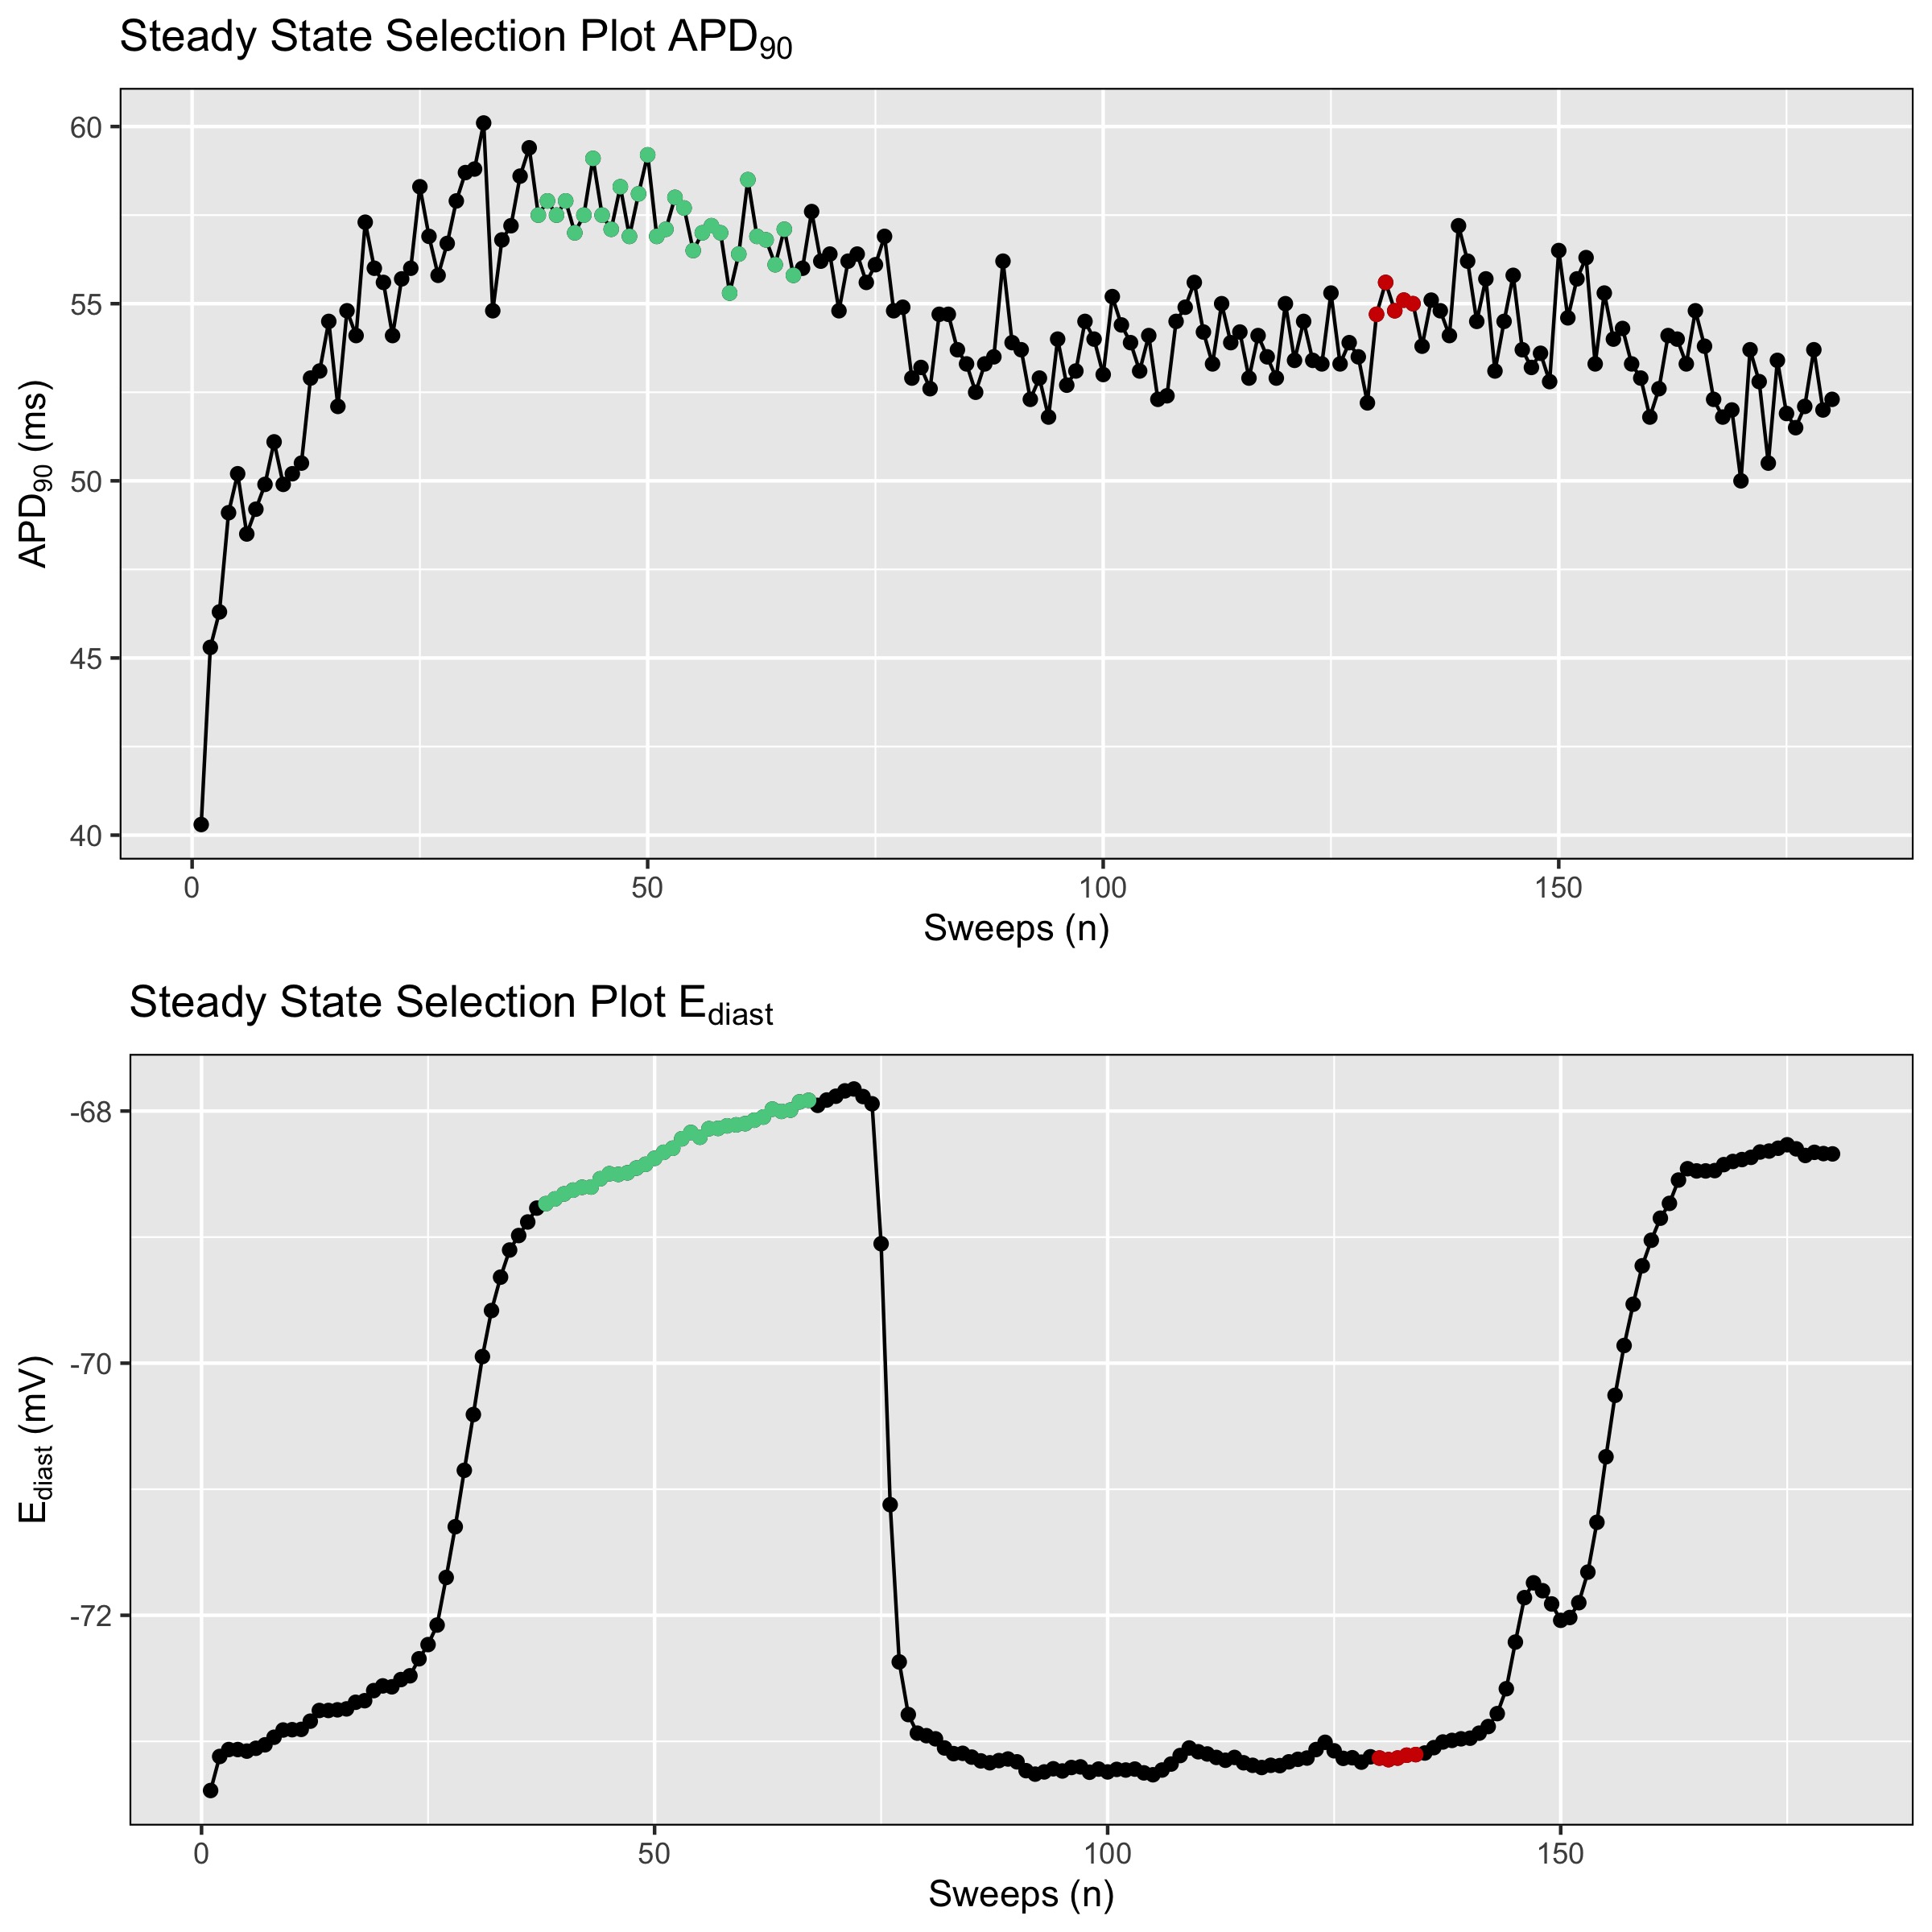 Steady State Selection Plot APD90
60
55
50
45
40
APD90 (ms)
0 50 100 150
Sweeps (n)
Steady State Selection Plot Ediast
-68
-70
-72
Ediast (mV)
0 50 100 150
Sweeps (n)